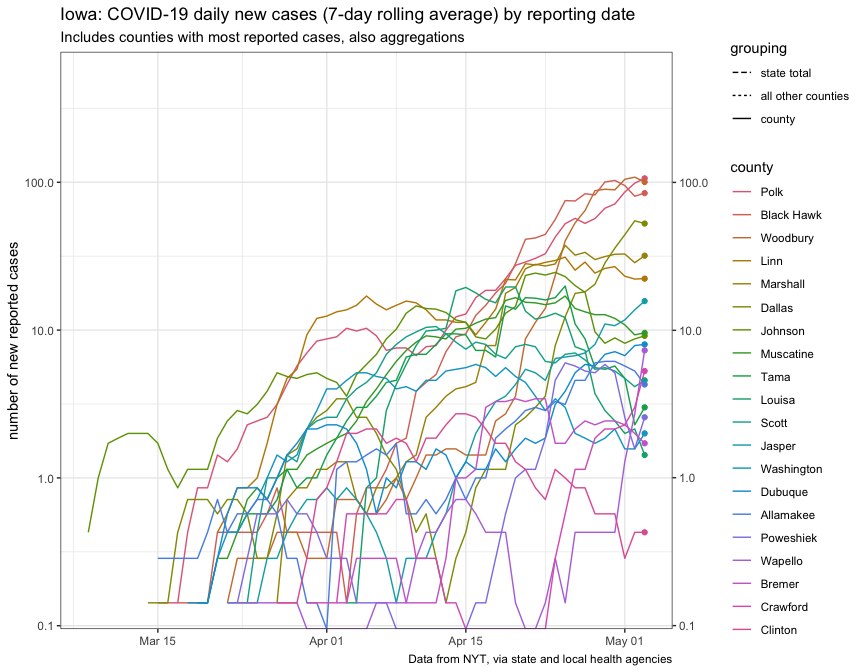 Iowa: COVID-19 daily new cases (7-day rolling average) by reporting date
Includes counties with most reported cases, also aggregations
number of new reported cases
100.0
10.0
1.0
0.1
100.0
10.0
1.0
0.1
Mar 15
Apr 01
Apr 15
May 01
Data from NYT, via state and local health agencies
grouping
state total
all other counties
county
county
Polk
Black Hawk
Woodbury
Linn
Marshall
Dallas
Johnson
Muscatine
Tama
Louisa
Scott
Jasper
Washington
Dubuque
Allamakee
Poweshiek
Wapello
Bremer
Crawford
Clinton